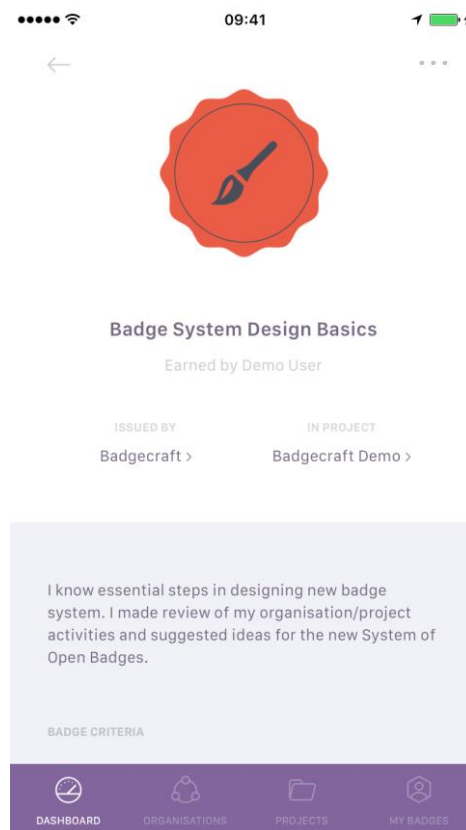 09:41
Badge System Design Basics
Earned by Demo User
ISSUED BY
IN PROJECT
Badgecraft >
Badgecraft Demo >
I know essential steps in designing new badge
system. I made review of my organisation/project
activities and suggested ideas for the new System of
Open Badges.
BADGE CRITERIA
DASHBOARD
ORGANISATIONS
PROJECTS
MY BADGES